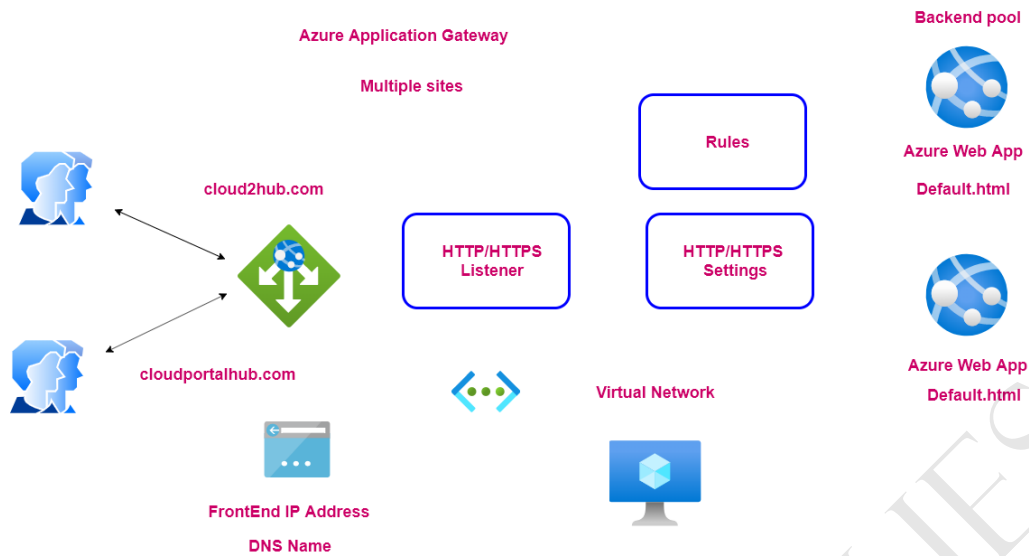 Azure Application Gateway
Multiple sites
Backend pool
Rules
Azure Web App
Default.html
cloud2hub.com
HTTP/HTTPS
Listener
HTTP/HTTPS
Settings
cloudportalhub.com
Azure Web App
Default.html
Virtual Network
FrontEnd IP Address
DNS Name